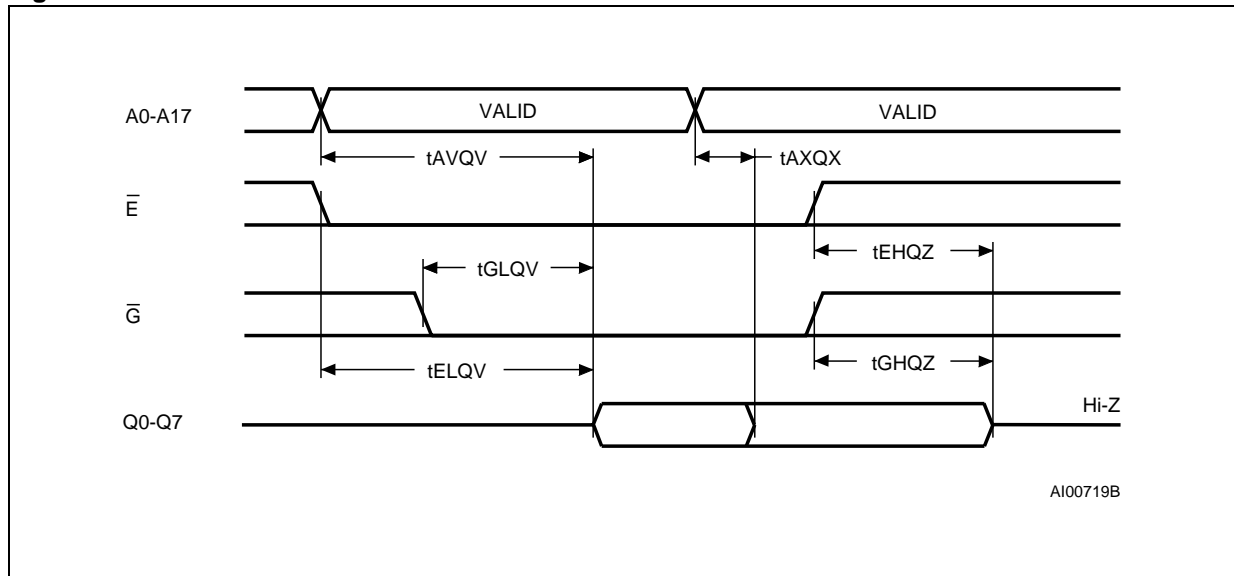 A0-A17
VALID
VALID
tAVQV
tAXQX
E̅
tEHQZ
tGLQV
G̅
tGHQZ
tELQV
Q0-Q7
Hi-Z
AI00719B